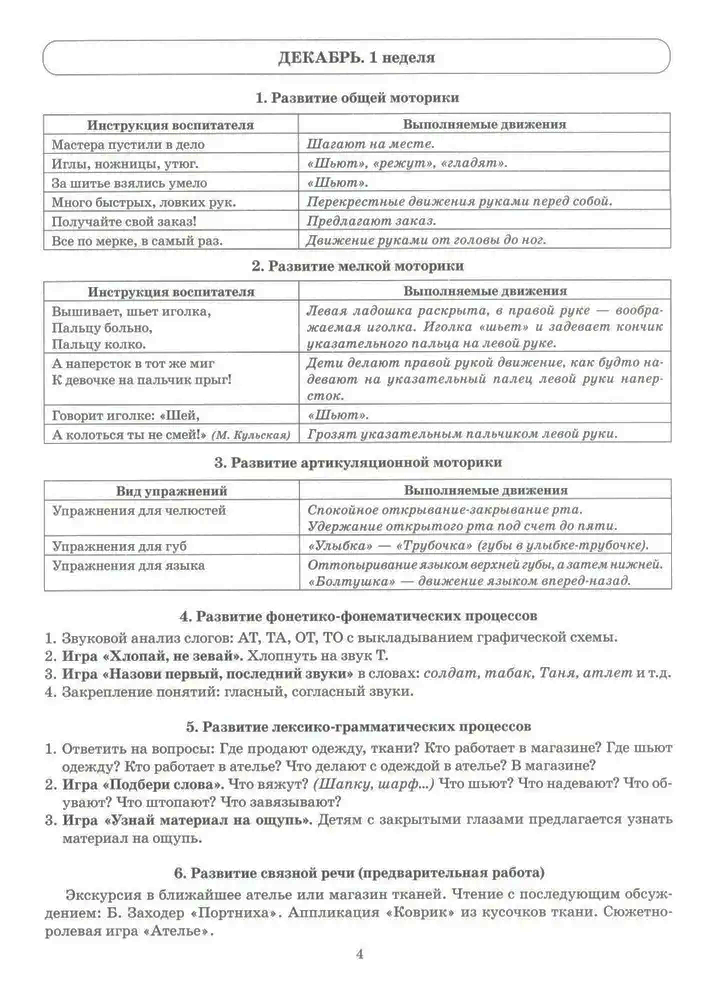 ДЕКАБРЬ. 1 неделя
1. Развитие общей моторики
Инструкция воспитателя Выполняемые движения
Мастера пустили в дело Шагают на месте.
Иглы, ножницы, утюг. «Шьют», «режут», «гладят».
За шитье взялись умело «Шьют».
Много быстрых, ловких рук. Перекрестные движения руками перед собой.
Получайте свой заказ! Предлагают заказ.
Все по мерке, в самый раз. Движение руками от головы до ног.
2. Развитие мелкой моторики
Инструкция воспитателя Выполняемые движения
Вышивает, шьет иголка,
Пальцу больно,
Пальцу колко.
Левая ладошка раскрыта, в правой руке — вообра-
жаемая иголка. Иголка «шьет» и задевает кончик
указательного пальца на левой руке.
А наперсток в тот же миг
К девочке на пальчик прыг!
Дети делают правой рукой движение, как будто на-
девают на указательный палец левой руки напер-
сток.
Говорит иголке: «Шей, «Шьют».
А колоться ты не смей!» (М. Кульская) Грозят указательным пальчиком левой руки.
3. Развитие артикуляционной моторики
Вид упражнений Выполняемые движения
Упражнения для челюстей Спокойное открывание-закрывание рта.
Удержание открытого рта под счет до пяти.
Упражнения для губ «Улыбка» — «Трубочка» (губы в улыбке-трубочке).
Упражнения для языка Оттопыривание языком верхней губы, а затем нижней.
«Болтушка» — движение языком вперед-назад.
4. Развитие фонетико-фонематических процессов
1. Звуковой анализ слогов: АТ, ТА, ОТ, ТО с выкладыванием графической схемы.
2. Игра «Хлопай, не зевай». Хлопнуть на звук Т.
3. Игра «Назови первый, последний звуки» в словах: солдат, табак, Таня, атлет и т.д.
4. Закрепление понятий: гласный, согласный звуки.
5. Развитие лексико-грамматических процессов
1. Ответить на вопросы: Где продают одежду, ткани? Кто работает в магазине? Где шьют
одежду? Кто работает в ателье? Что делают с одеждой в ателье? В магазине?
2. Игра «Подбери слова». Что вяжут? (Шапку, шарф...) Что шьют? Что надевают? Что об-
увают? Что штопают? Что завязывают?
3. Игра «Узнай материал на ощупь». Детям с закрытыми глазами предлагается узнать
материал на ощупь.
6. Развитие связной речи (предварительная работа)
Экскурсия в ближайшее ателье или магазин тканей. Чтение с последующим обсуж-
дением: Б. Заходер «Портниха». Аппликация «Коврик» из кусочков ткани. Сюжетно-
ролевая игра «Ателье».
4